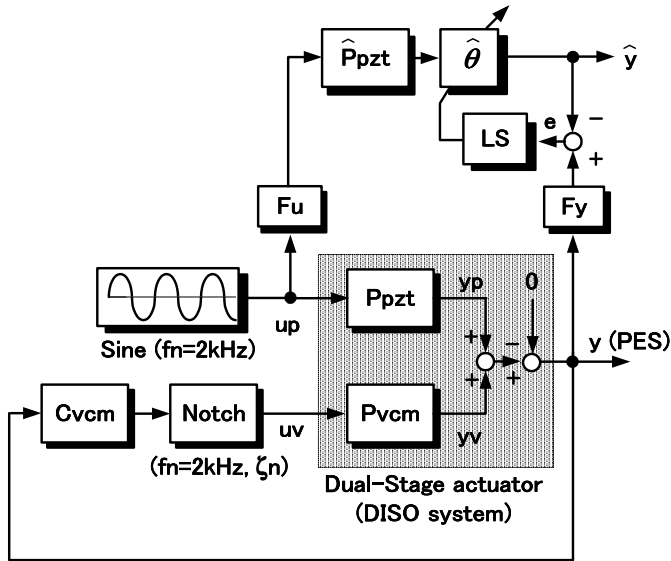 P̂pzt
θ̂
ŷ
−
e
LS
+
Fu
Fy
Ppzt
yp
0
up
+
−
y (PES)
Sine (fn=2kHz)
+
+
Cvcm
Notch
uv
Pvcm
yv
(fn=2kHz, ζn)
Dual-Stage actuator
(DISO system)